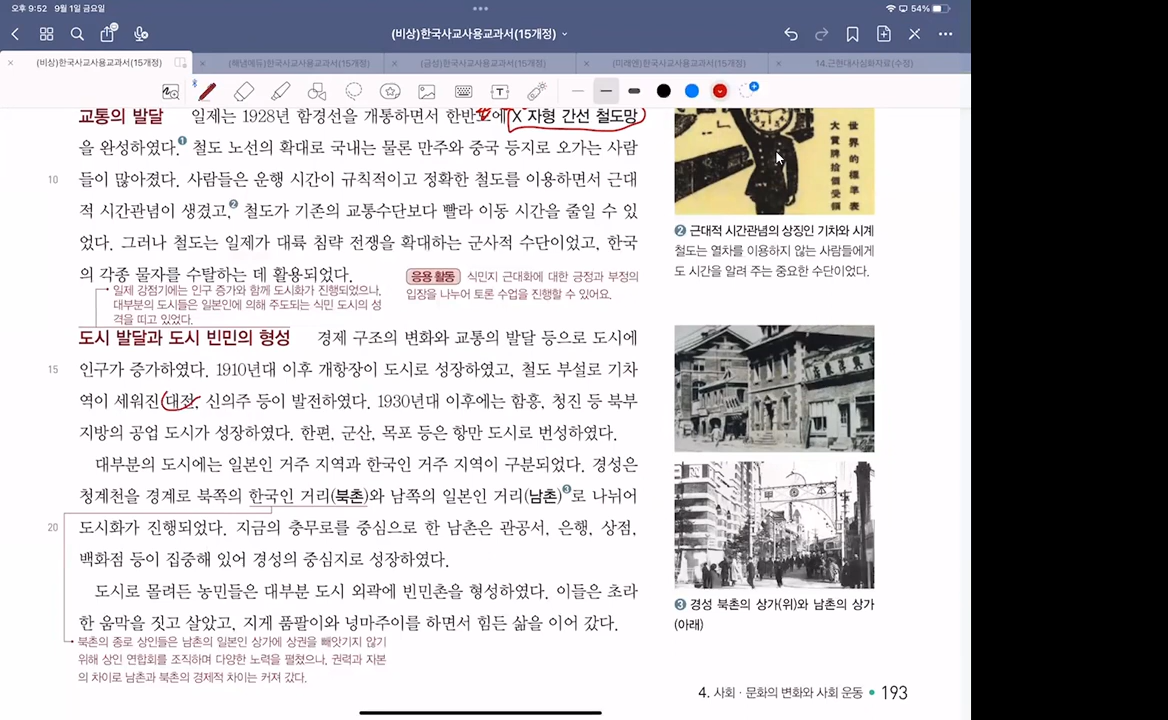 오후 9:52 9월 1일 금요일
54%
(비상)한국사교사용교과서(15개정)
(비상)한국사교사용교과서(15개정)
(해냄에듀)한국사교사용교과서(15개정)
(금성)한국사교사용교과서(15개정)
(미래엔)한국사교사용교과서(15개정)
14.근현대사심화자료(수정)
교통의 발달 일제는 1928년 함경선을 개통하면서 한반도에 X자형 간선 철도망
을 완성하였다.❶ 철도 노선의 확대로 국내는 물론 만주와 중국 등지로 오가는 사람
10 들이 많아졌다. 사람들은 운행 시간이 규칙적이고 정확한 철도를 이용하면서 근대
적 시간관념이 생겼고,❷ 철도가 기존의 교통수단보다 빨라 이동 시간을 줄일 수 있
었다. 그러나 철도는 일제가 대륙 침략 전쟁을 확대하는 군사적 수단이었고, 한국
의 각종 물자를 수탈하는 데 활용되었다.
응용 활동 식민지 근대화에 대한 긍정과 부정의
입장을 나누어 토론 수업을 진행할 수 있어요.
일제 강점기에는 인구 증가와 함께 도시화가 진행되었으나,
대부분의 도시들은 일본인에 의해 주도되는 식민 도시의 성
격을 띠고 있었다.
도시 발달과 도시 빈민의 형성 경제 구조의 변화와 교통의 발달 등으로 도시에
15 인구가 증가하였다. 1910년대 이후 개항장이 도시로 성장하였고, 철도 부설로 기차
역이 세워진 대전, 신의주 등이 발전하였다. 1930년대 이후에는 함흥, 청진 등 북부
지방의 공업 도시가 성장하였다. 한편, 군산, 목포 등은 항만 도시로 번성하였다.
대부분의 도시에는 일본인 거주 지역과 한국인 거주 지역이 구분되었다. 경성은
청계천을 경계로 북쪽의 한국인 거리(북촌)와 남쪽의 일본인 거리(남촌)❸로 나뉘어
20 도시화가 진행되었다. 지금의 충무로를 중심으로 한 남촌은 관공서, 은행, 상점,
백화점 등이 집중해 있어 경성의 중심지로 성장하였다.
도시로 몰려든 농민들은 대부분 도시 외곽에 빈민촌을 형성하였다. 이들은 초라
한 움막을 짓고 살았고, 지게 품팔이와 넝마주이를 하면서 힘든 삶을 이어 갔다.
북촌의 종로 상인들은 남촌의 일본인 상가에 상권을 빼앗기지 않기
위해 상인 연합회를 조직하며 다양한 노력을 펼쳤으나, 권력과 자본
의 차이로 남촌과 북촌의 경제적 차이는 커져 갔다.
世界的標準表
大賞牌拾個受領
❷ 근대적 시간관념의 상징인 기차와 시계
철도는 열차를 이용하지 않는 사람들에게
도 시간을 알려 주는 중요한 수단이었다.
❸ 경성 북촌의 상가(위)와 남촌의 상가
(아래)
4. 사회·문화의 변화와 사회 운동 • 193